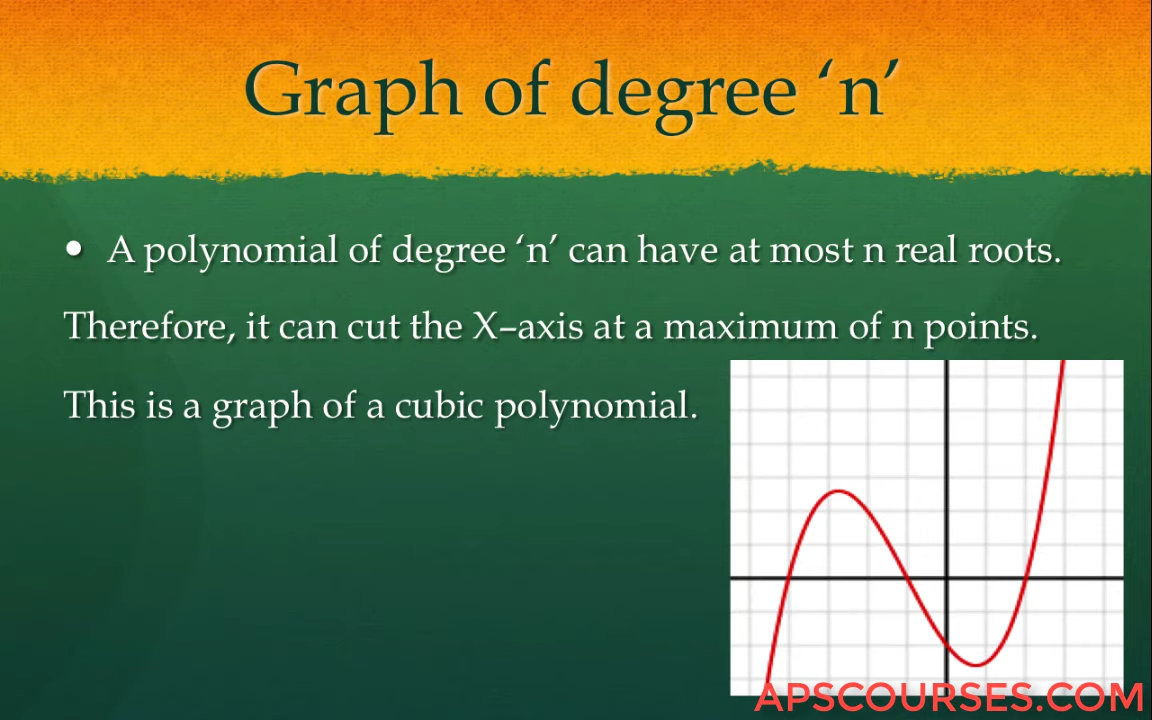 Graph of degree ‘n’
• A polynomial of degree ‘n’ can have at most n real roots.
Therefore, it can cut the X–axis at a maximum of n points.
This is a graph of a cubic polynomial.
APSCOURSES.COM